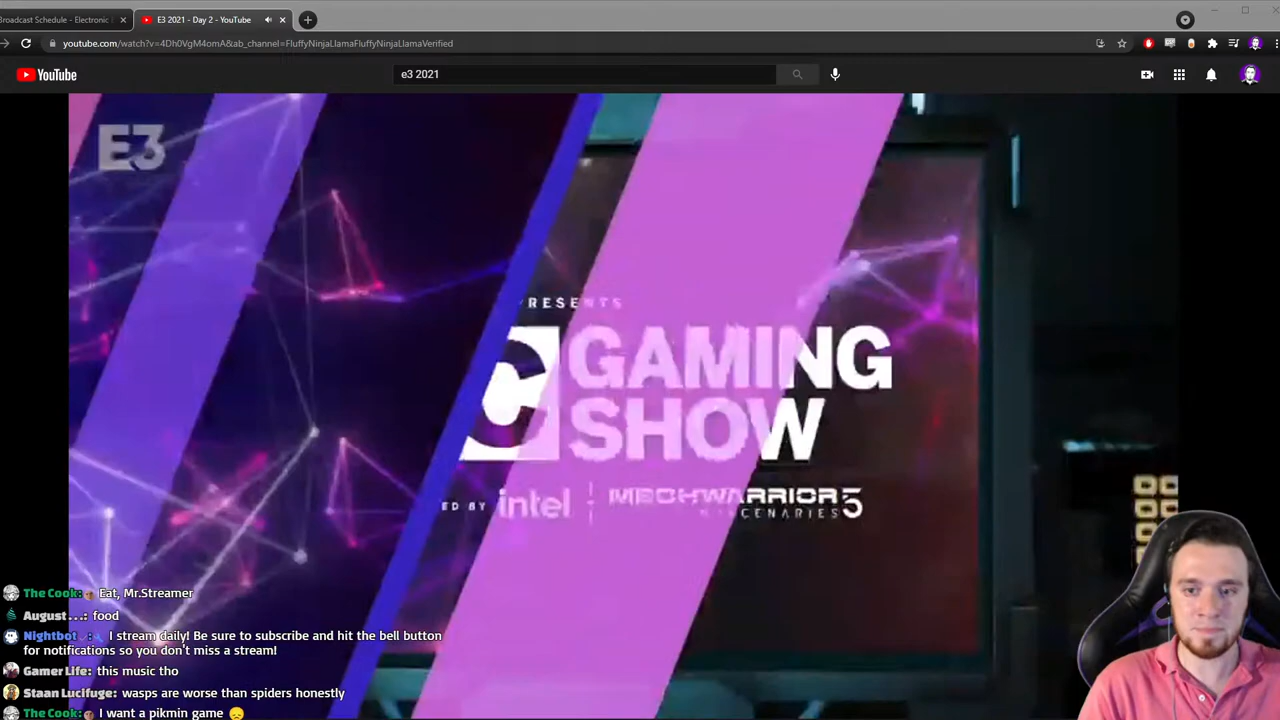 Broadcast Schedule - Electronic
E3 2021 - Day 2 - YouTube
youtube.com/watch?v=4Dh0VgM4omA&ab_channel=FluffyNinjaLlamaFluffyNinjaLlamaVerified
YouTube
e3 2021
E3
PRESENTS
GAMING
SHOW
ED BY intel MECHWARRIOR 5
MERCENARIES
The Cook: Eat, Mr.Streamer
August...: food
Nightbot: I stream daily! Be sure to subscribe and hit the bell button
for notifications so you don't miss a stream!
Gamer Life: this music tho
Staan Lucifuge: wasps are worse than spiders honestly
The Cook: I want a pikmin game